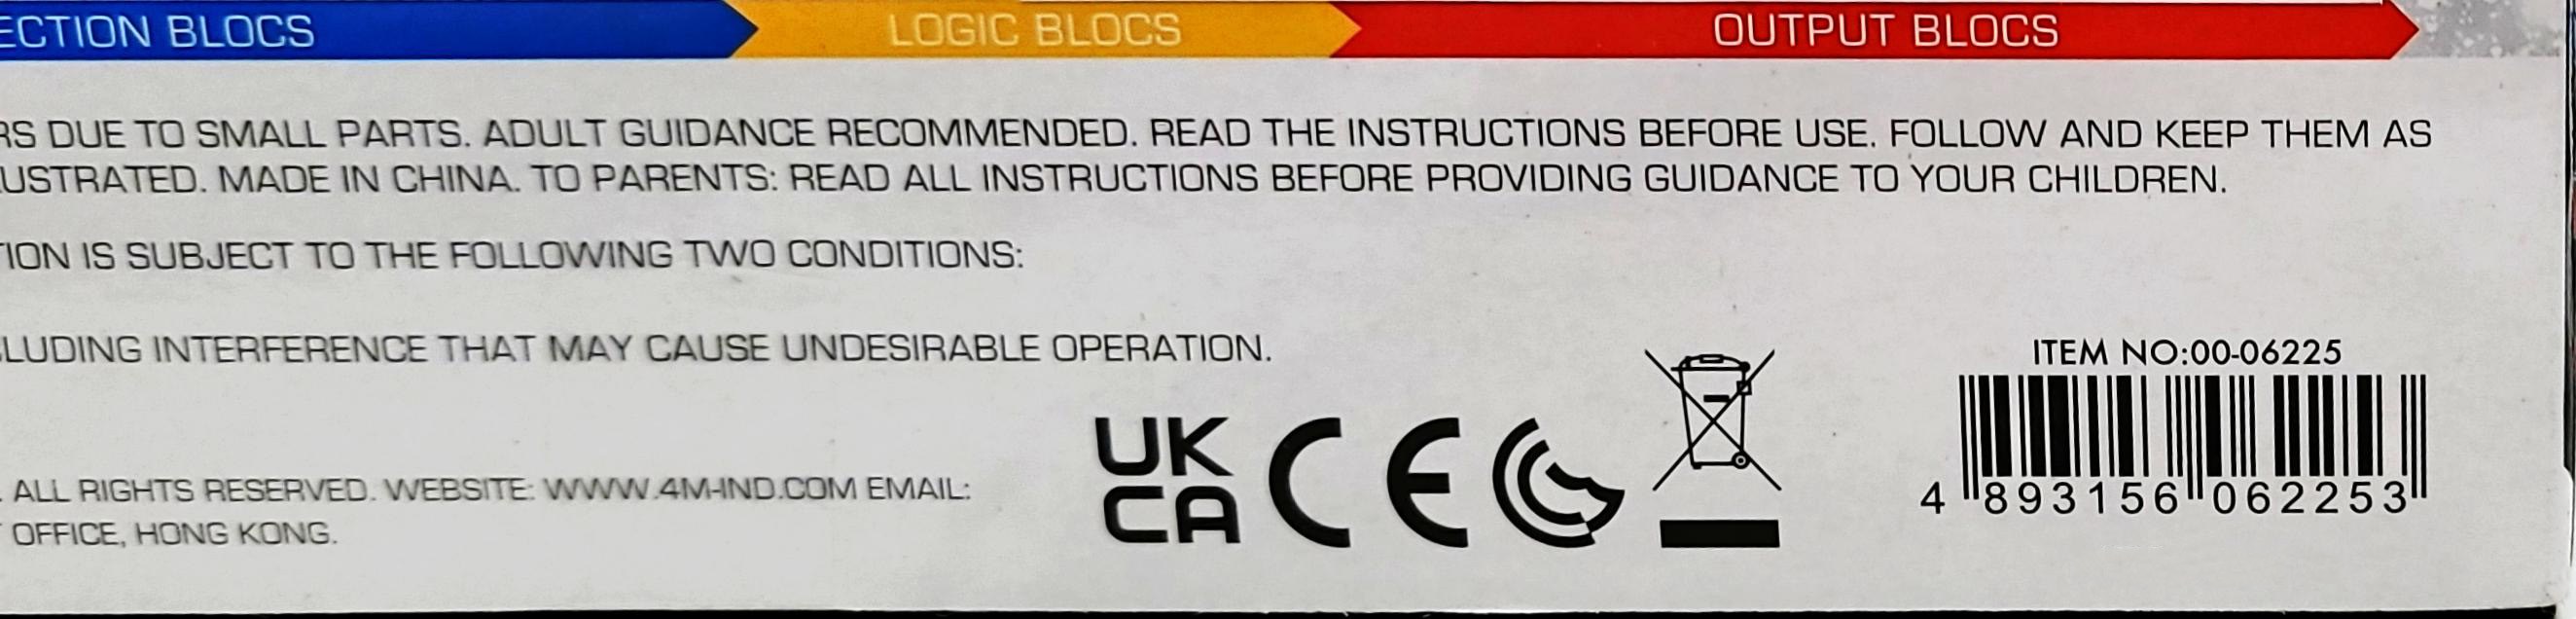 ECTION BLOCS LOGIC BLOCS OUTPUT BLOCS
RS DUE TO SMALL PARTS. ADULT GUIDANCE RECOMMENDED. READ THE INSTRUCTIONS BEFORE USE. FOLLOW AND KEEP THEM AS
LUSTRATED. MADE IN CHINA. TO PARENTS: READ ALL INSTRUCTIONS BEFORE PROVIDING GUIDANCE TO YOUR CHILDREN.
TION IS SUBJECT TO THE FOLLOWING TWO CONDITIONS:
CLUDING INTERFERENCE THAT MAY CAUSE UNDESIRABLE OPERATION.
ITEM NO:00-06225
UK
CA CE
4 893156 062253
. ALL RIGHTS RESERVED. WEBSITE: WWW.4M-IND.COM EMAIL:
T OFFICE, HONG KONG.